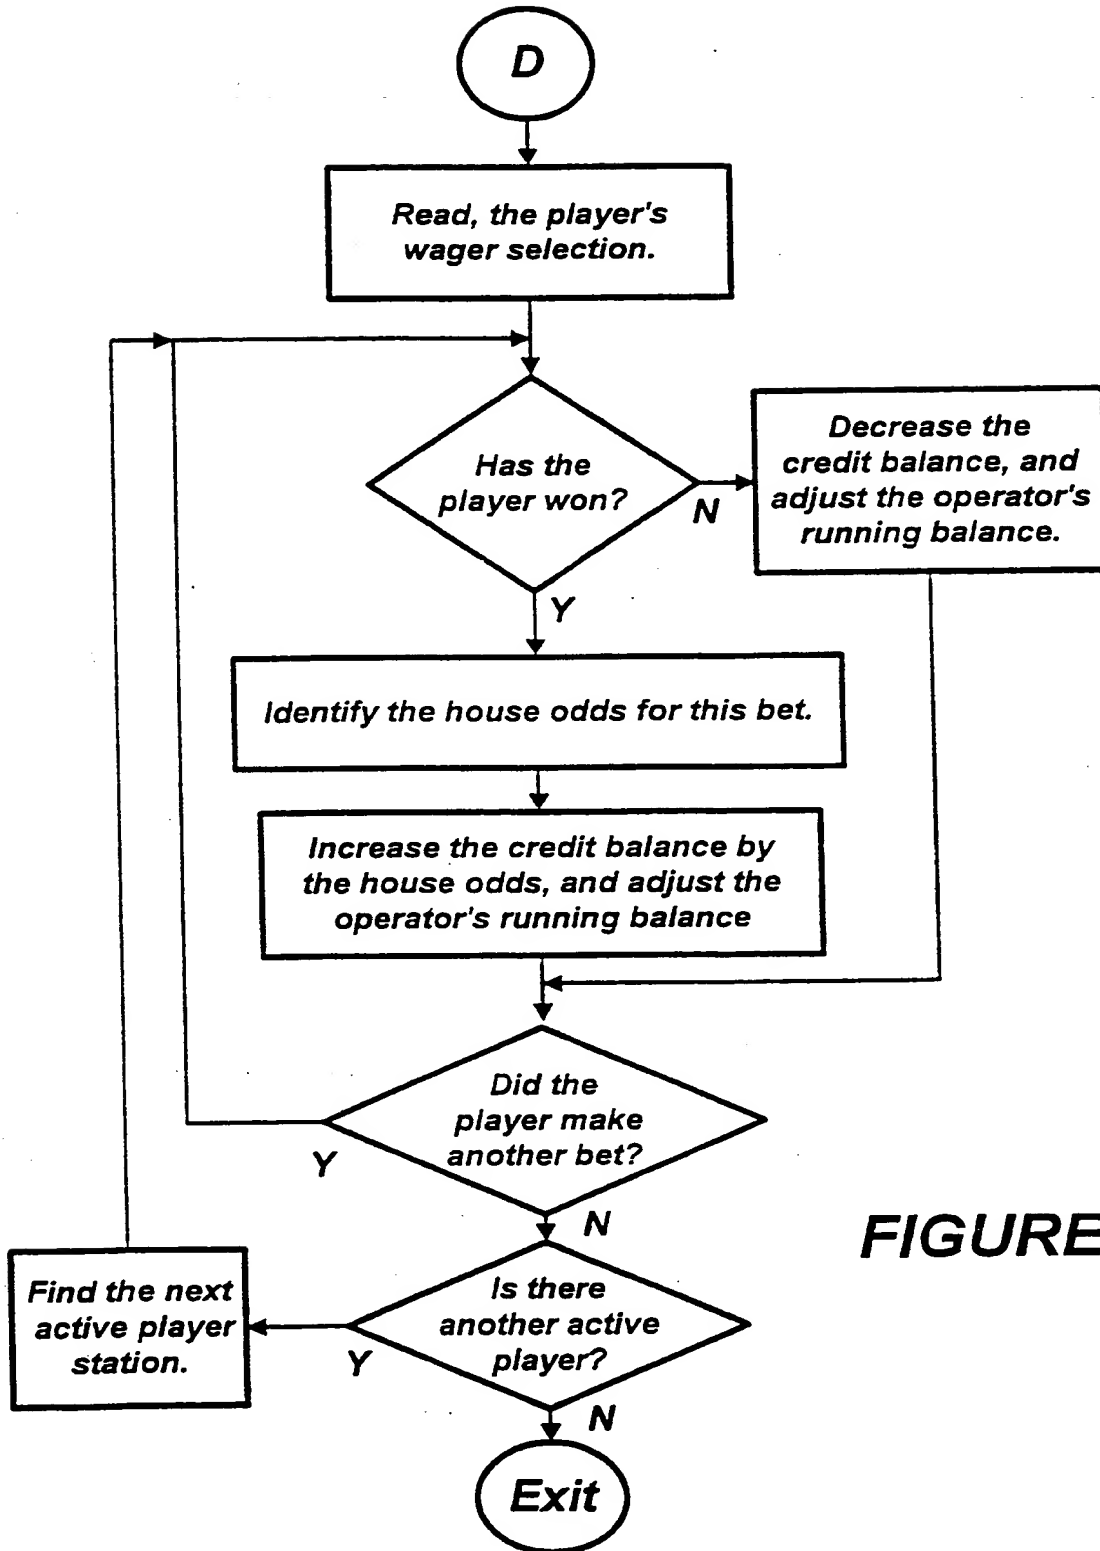 D
Read, the player's
wager selection.
Has the
player won?
N
Decrease the
credit balance, and
adjust the operator's
running balance.
Y
Identify the house odds for this bet.
Increase the credit balance by
the house odds, and adjust the
operator's running balance
Did the
player make
another bet?
Y
N
FIGURE
Find the next
active player
station.
Is there
another active
player?
Y
N
Exit